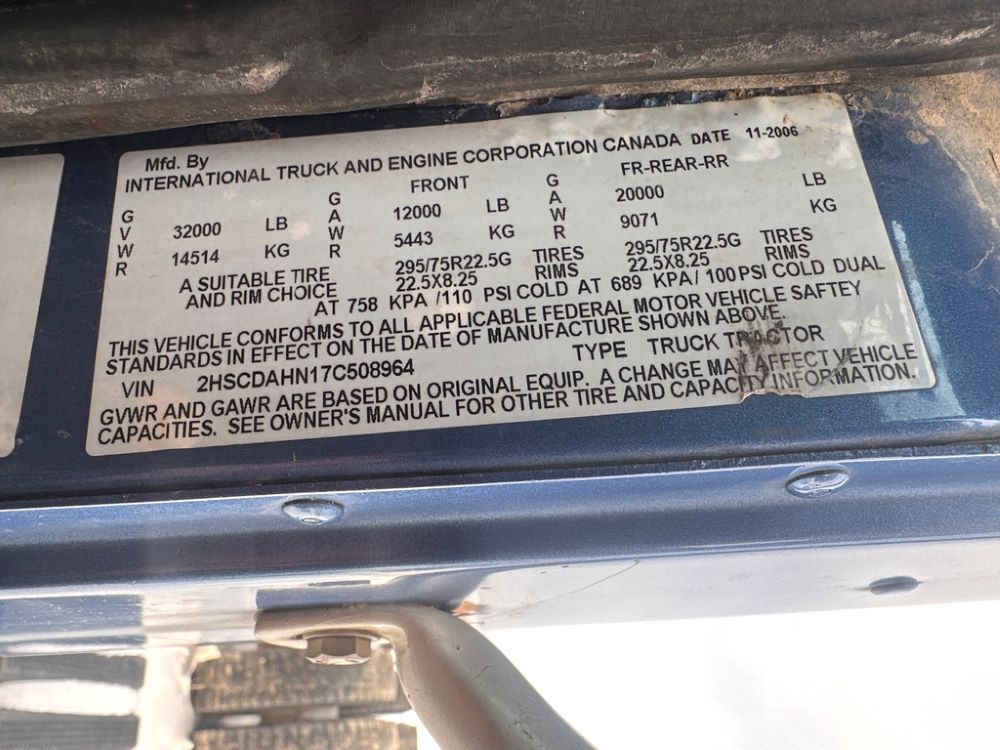 Mfd. By
INTERNATIONAL TRUCK AND ENGINE CORPORATION CANADA DATE 11-2006
GVWR 32000 LB 14514 KG
GAWR FRONT 12000 LB 5443 KG
GAWR FR-REAR-RR 20000 LB 9071 KG
A SUITABLE TIRE 295/75R22.5G TIRES 295/75R22.5G TIRES
AND RIM CHOICE 22.5X8.25 RIMS 22.5X8.25 RIMS
AT 758 KPA /110 PSI COLD AT 689 KPA/ 100 PSI COLD DUAL
THIS VEHICLE CONFORMS TO ALL APPLICABLE FEDERAL MOTOR VEHICLE SAFTEY
STANDARDS IN EFFECT ON THE DATE OF MANUFACTURE SHOWN ABOVE.
VIN 2HSCDAHN17C508964 TYPE TRUCK TRACTOR
GVWR AND GAWR ARE BASED ON ORIGINAL EQUIP. A CHANGE MAY AFFECT VEHICLE
CAPACITIES. SEE OWNER'S MANUAL FOR OTHER TIRE AND CAPACITY INFORMATION.